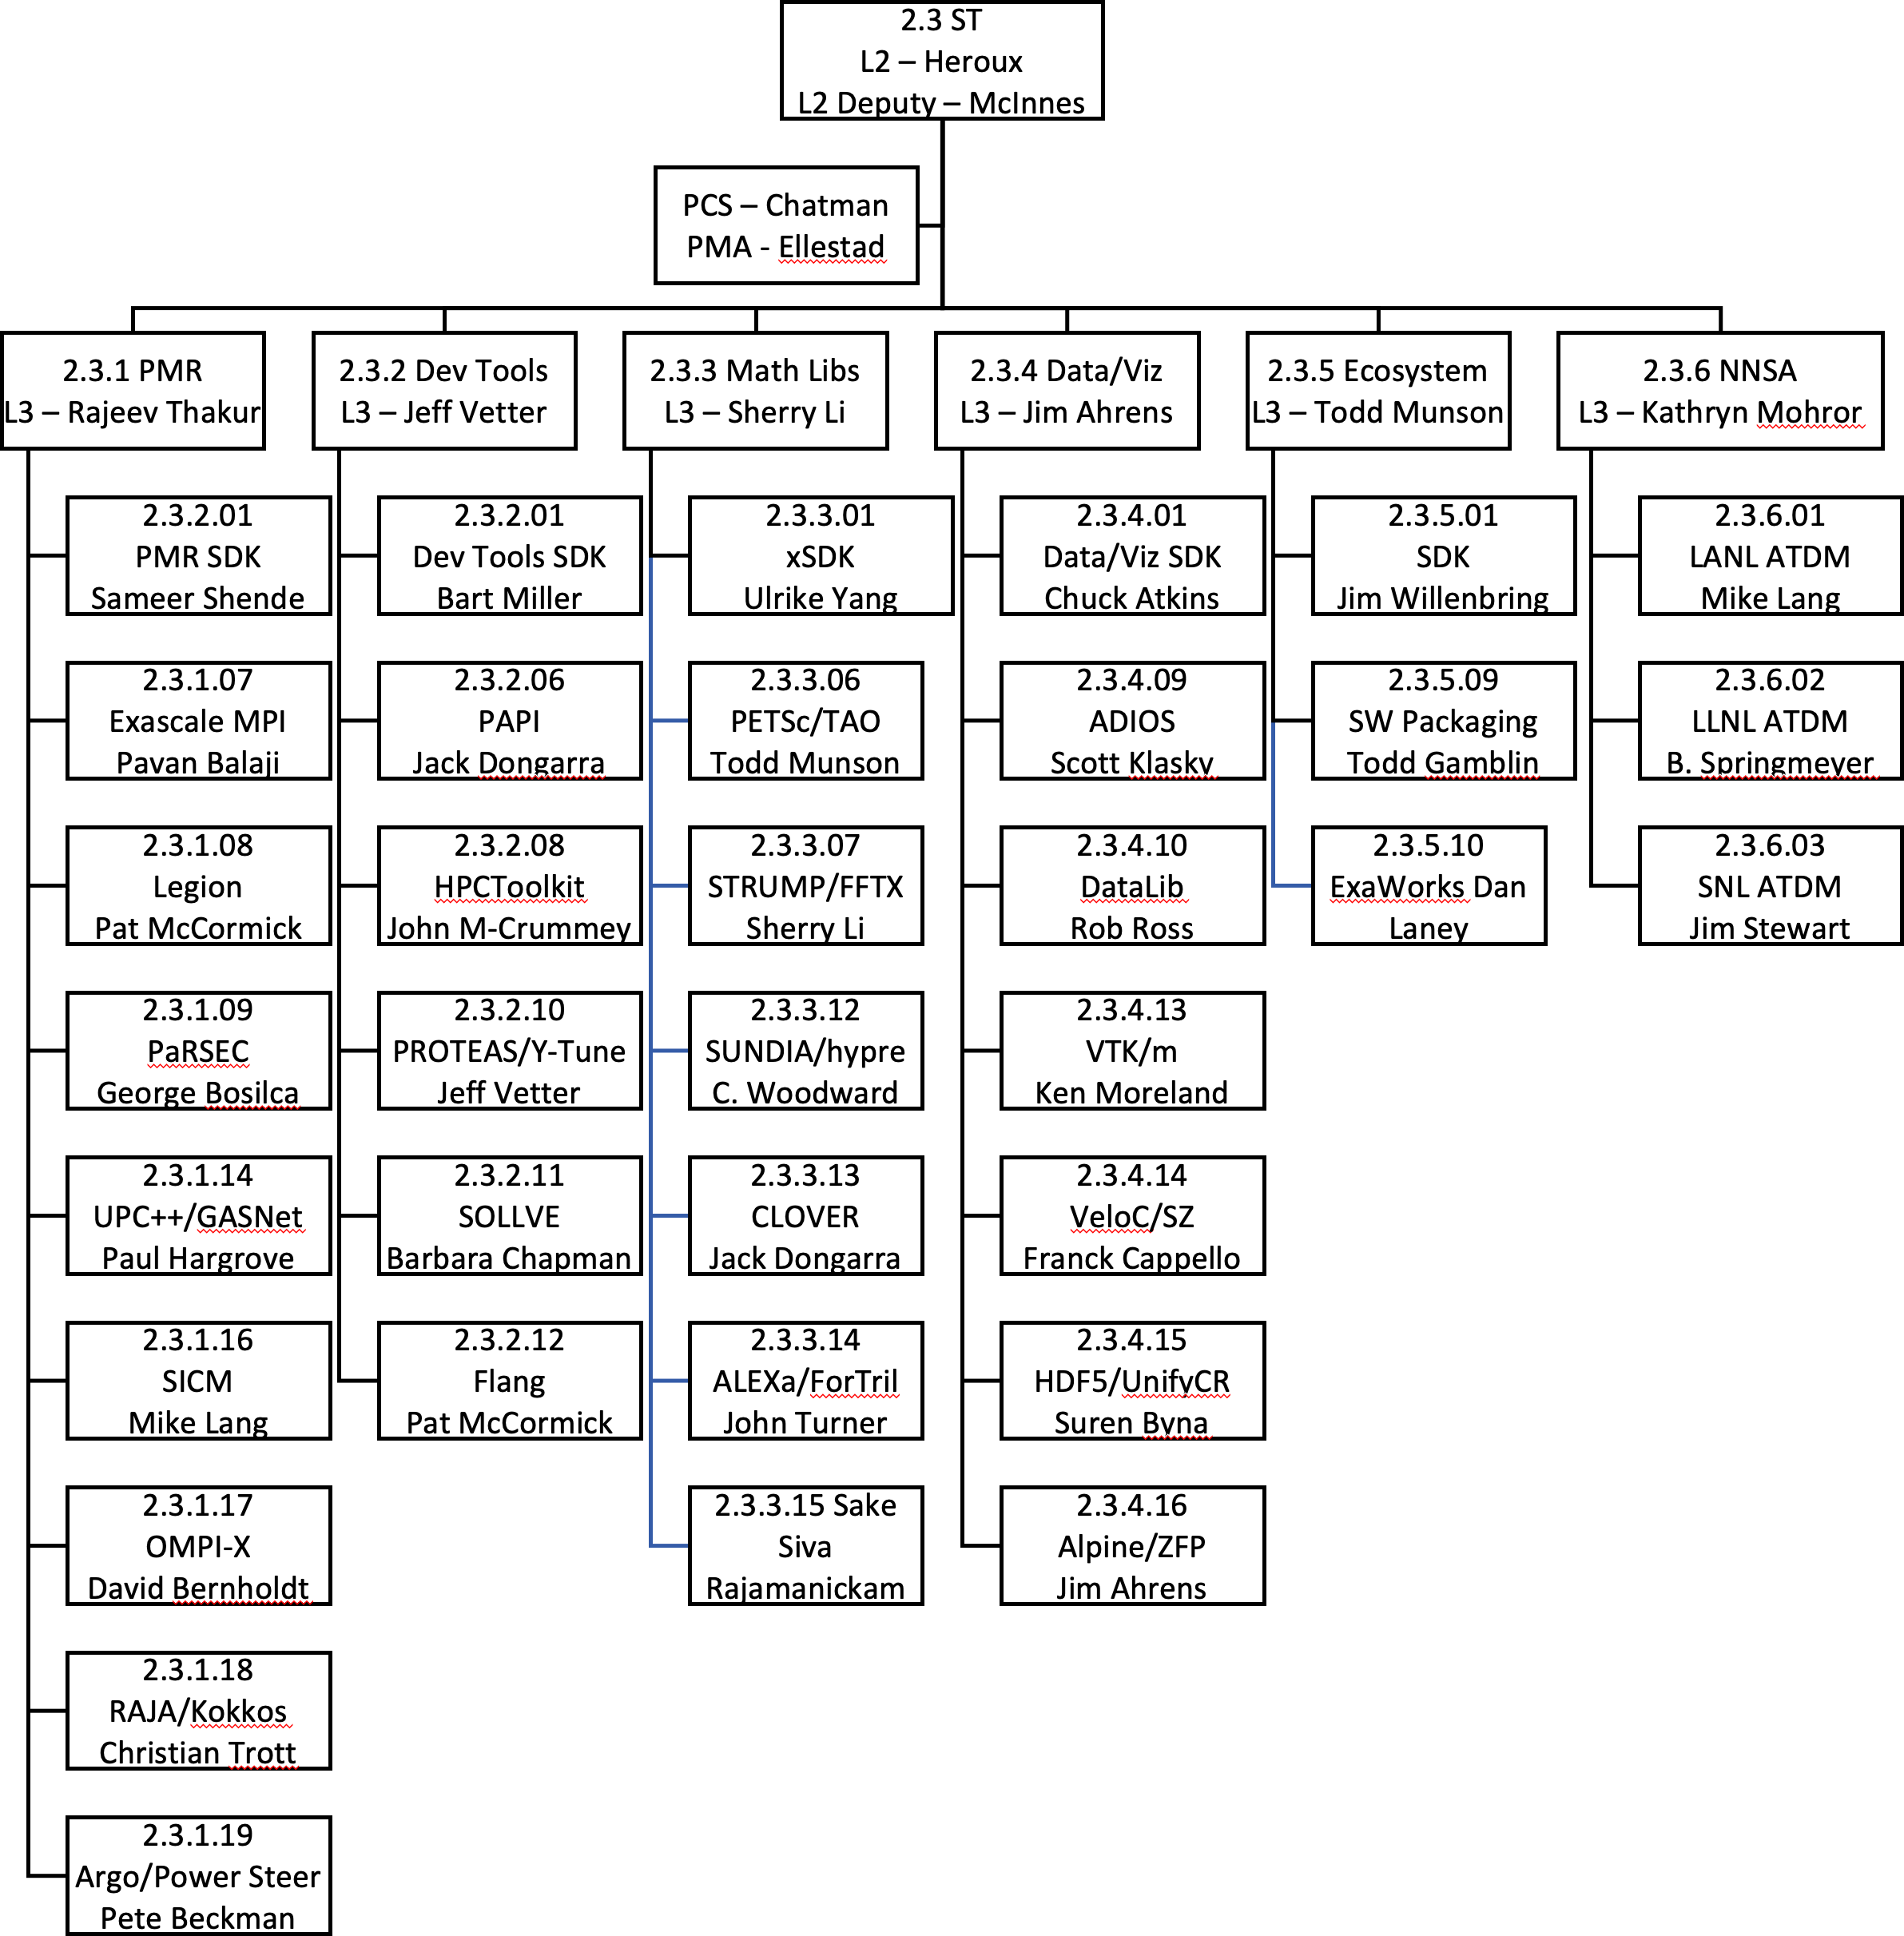 2.3 ST
L2 – Heroux
L2 Deputy – McInnes
PCS – Chatman
PMA - Ellestad
2.3.1 PMR
L3 – Rajeev Thakur
2.3.2 Dev Tools
L3 – Jeff Vetter
2.3.3 Math Libs
L3 – Sherry Li
2.3.4 Data/Viz
L3 – Jim Ahrens
2.3.5 Ecosystem
L3 – Todd Munson
2.3.6 NNSA
L3 – Kathryn Mohror
2.3.2.01
PMR SDK
Sameer Shende
2.3.1.07
Exascale MPI
Pavan Balaji
2.3.1.08
Legion
Pat McCormick
2.3.1.09
PaRSEC
George Bosilca
2.3.1.14
UPC++/GASNet
Paul Hargrove
2.3.1.16
SICM
Mike Lang
2.3.1.17
OMPI-X
David Bernholdt
2.3.1.18
RAJA/Kokkos
Christian Trott
2.3.1.19
Argo/Power Steer
Pete Beckman
2.3.2.01
Dev Tools SDK
Bart Miller
2.3.2.06
PAPI
Jack Dongarra
2.3.2.08
HPCToolkit
John M-Crummey
2.3.2.10
PROTEAS/Y-Tune
Jeff Vetter
2.3.2.11
SOLLVE
Barbara Chapman
2.3.2.12
Flang
Pat McCormick
2.3.3.01
xSDK
Ulrike Yang
2.3.3.06
PETSc/TAO
Todd Munson
2.3.3.07
STRUMP/FFTX
Sherry Li
2.3.3.12
SUNDIA/hypre
C. Woodward
2.3.3.13
CLOVER
Jack Dongarra
2.3.3.14
ALEXa/ForTril
John Turner
2.3.3.15 Sake
Siva
Rajamanickam
2.3.4.01
Data/Viz SDK
Chuck Atkins
2.3.4.09
ADIOS
Scott Klasky
2.3.4.10
DataLib
Rob Ross
2.3.4.13
VTK/m
Ken Moreland
2.3.4.14
VeloC/SZ
Franck Cappello
2.3.4.15
HDF5/UnifyCR
Suren Byna
2.3.4.16
Alpine/ZFP
Jim Ahrens
2.3.5.01
SDK
Jim Willenbring
2.3.5.09
SW Packaging
Todd Gamblin
2.3.5.10
ExaWorks Dan
Laney
2.3.6.01
LANL ATDM
Mike Lang
2.3.6.02
LLNL ATDM
B. Springmeyer
2.3.6.03
SNL ATDM
Jim Stewart